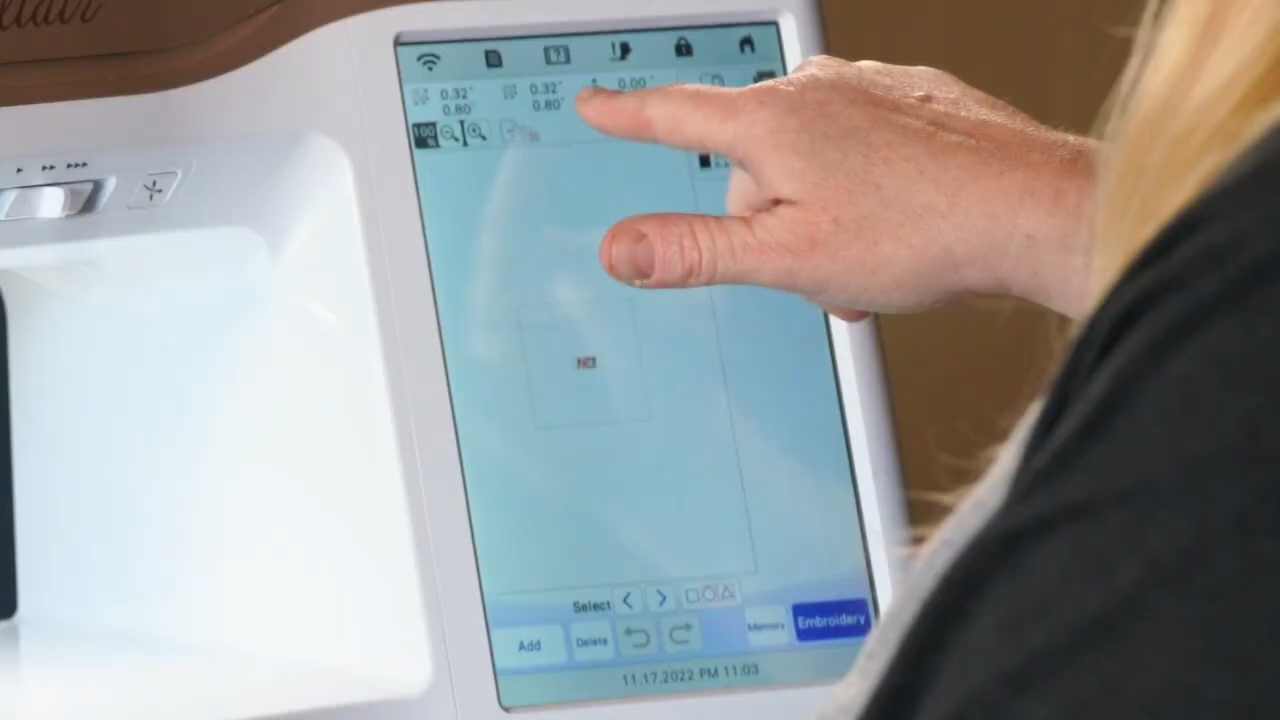 0.32" 0.32" 0.00"
0.80" 0.80"
100
Select
Add Delete Memory Embroidery
11.17.2022 PM 11:03